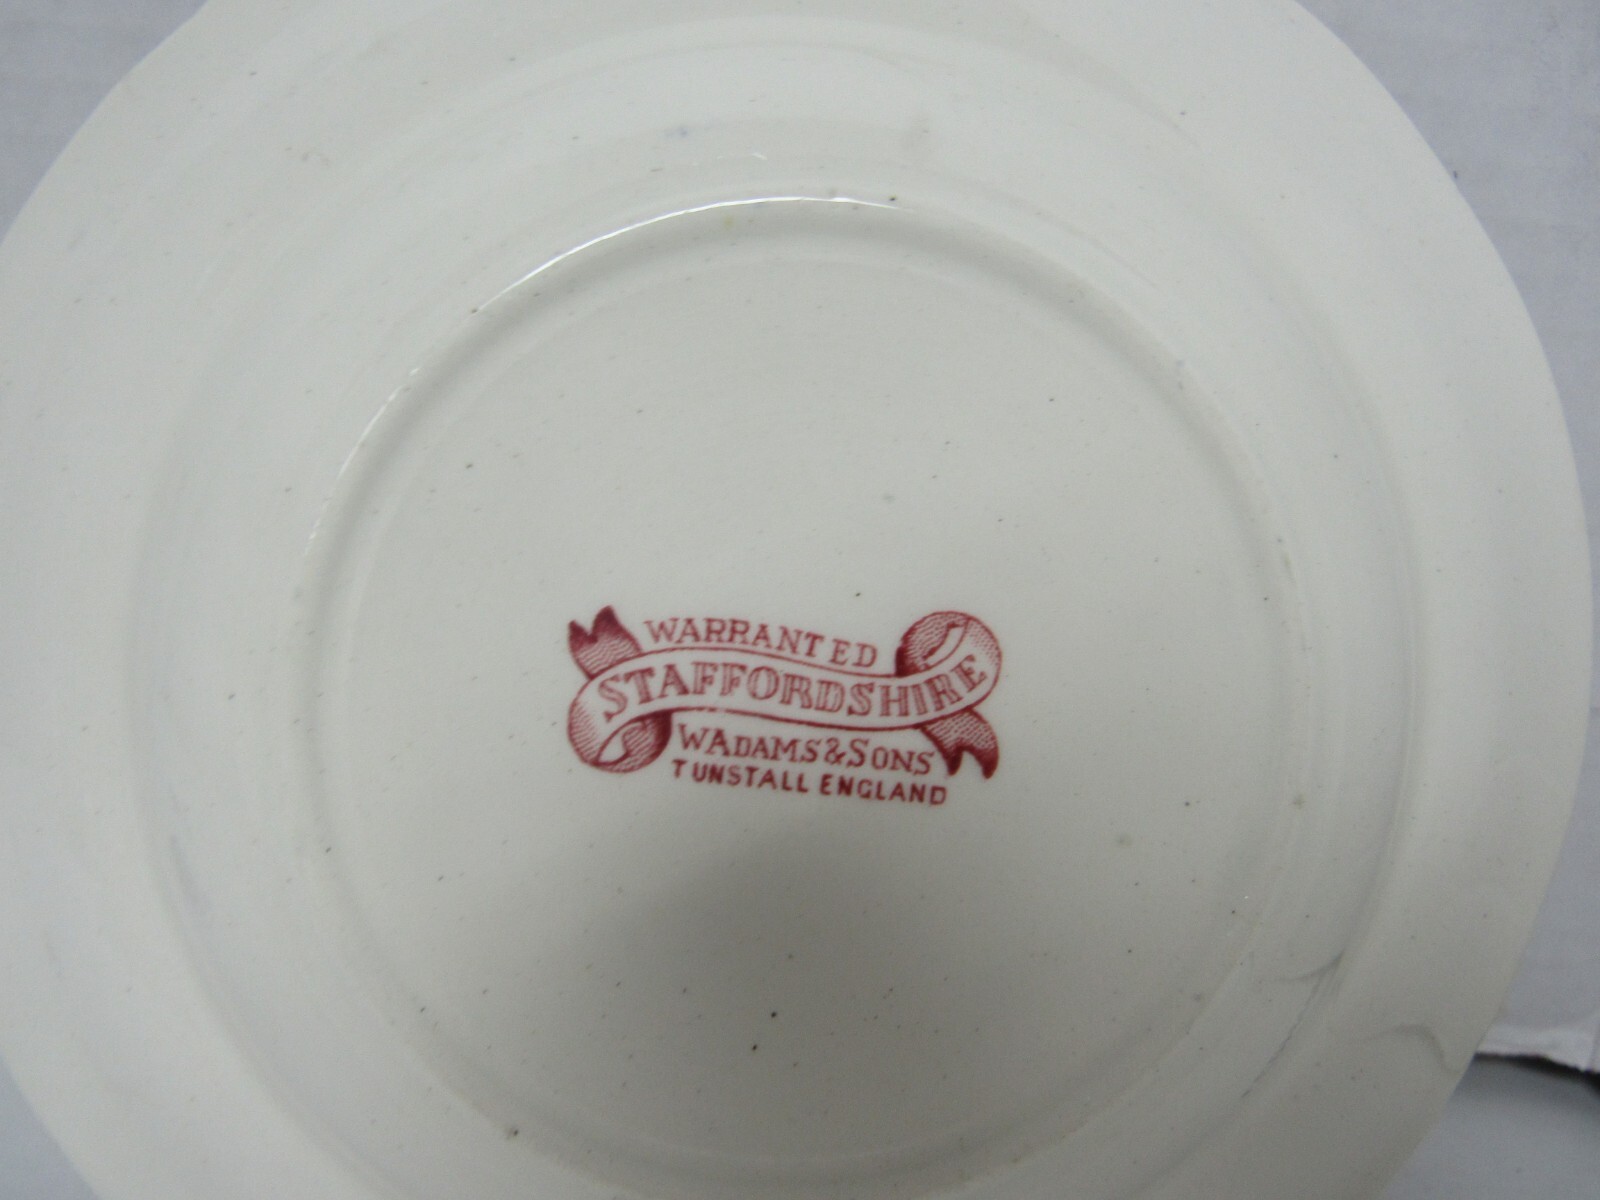 WARRANTED
STAFFORDSHIRE
W ADAMS & SONS
TUNSTALL ENGLAND